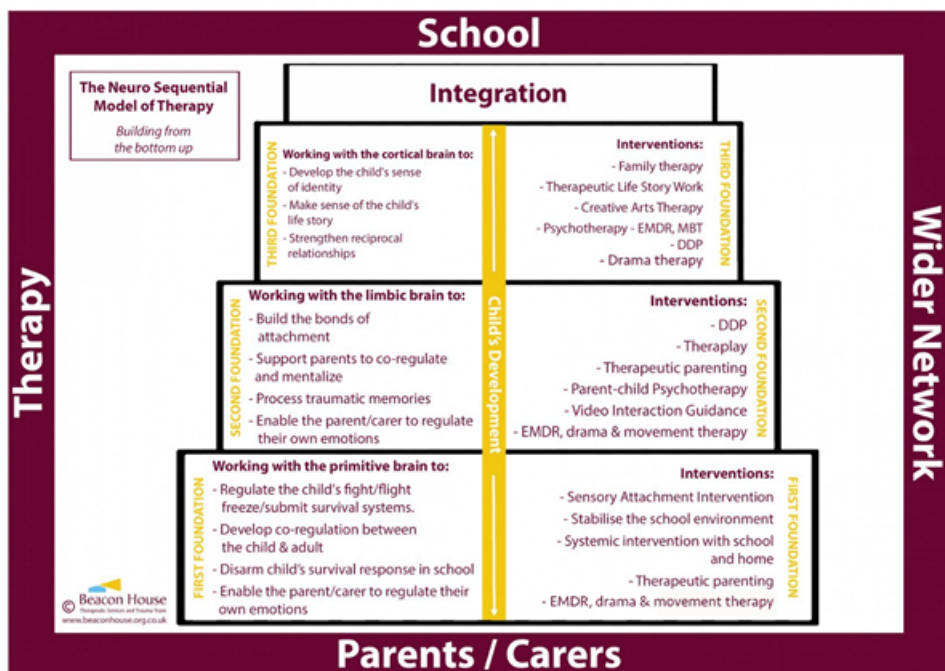 School
The Neuro Sequential
Model of Therapy
Building from
the bottom up
Integration
THIRD FOUNDATION
Working with the cortical brain to:
- Develop the child's sense
of identity
- Make sense of the child's
life story
- Strengthen reciprocal
relationships
Interventions:
- Family therapy
- Therapeutic Life Story Work
- Creative Arts Therapy
- Psychotherapy - EMDR, MBT
- DDP
- Drama therapy
THIRD FOUNDATION
SECOND FOUNDATION
Working with the limbic brain to:
- Build the bonds of
attachment
- Support parents to co-regulate
and mentalize
- Process traumatic memories
- Enable the parent/carer to regulate
their own emotions
Child's Development
Interventions:
- DDP
- Theraplay
- Therapeutic parenting
- Parent-child Psychotherapy
- Video Interaction Guidance
- EMDR, drama & movement therapy
SECOND FOUNDATION
FIRST FOUNDATION
Working with the primitive brain to:
- Regulate the child's fight/flight
freeze/submit survival systems.
- Develop co-regulation between
the child & adult
- Disarm child's survival response in school
- Enable the parent/carer to regulate their
own emotions
Interventions:
- Sensory Attachment Intervention
- Stabilise the school environment
- Systemic intervention with school
and home
- Therapeutic parenting
- EMDR, drama & movement therapy
FIRST FOUNDATION
Therapy
Wider Network
© Beacon House
Therapeutic Services and Trauma Team
www.beaconhouse.org.uk
Parents / Carers